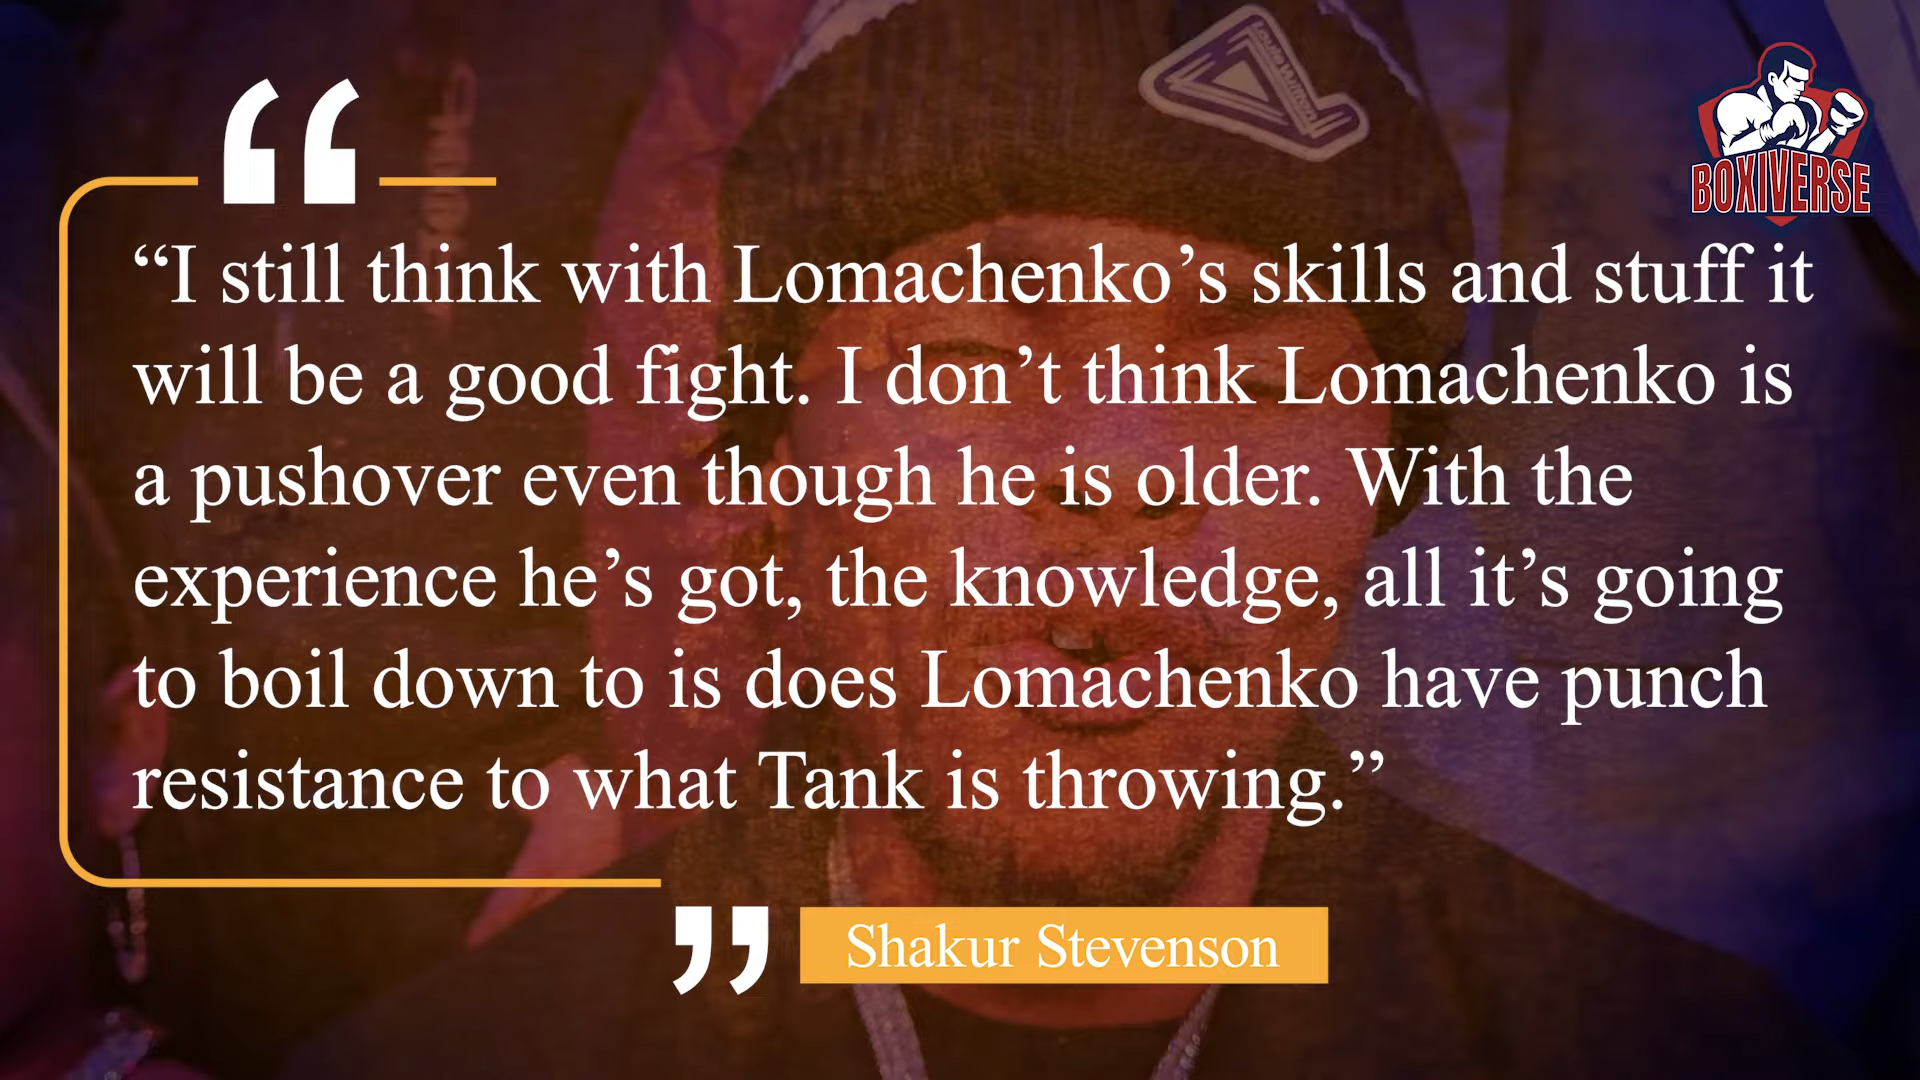 BOXIVERSE
“I still think with Lomachenko’s skills and stuff it
will be a good fight. I don’t think Lomachenko is
a pushover even though he is older. With the
experience he’s got, the knowledge, all it’s going
to boil down to is does Lomachenko have punch
resistance to what Tank is throwing.”
Shakur Stevenson